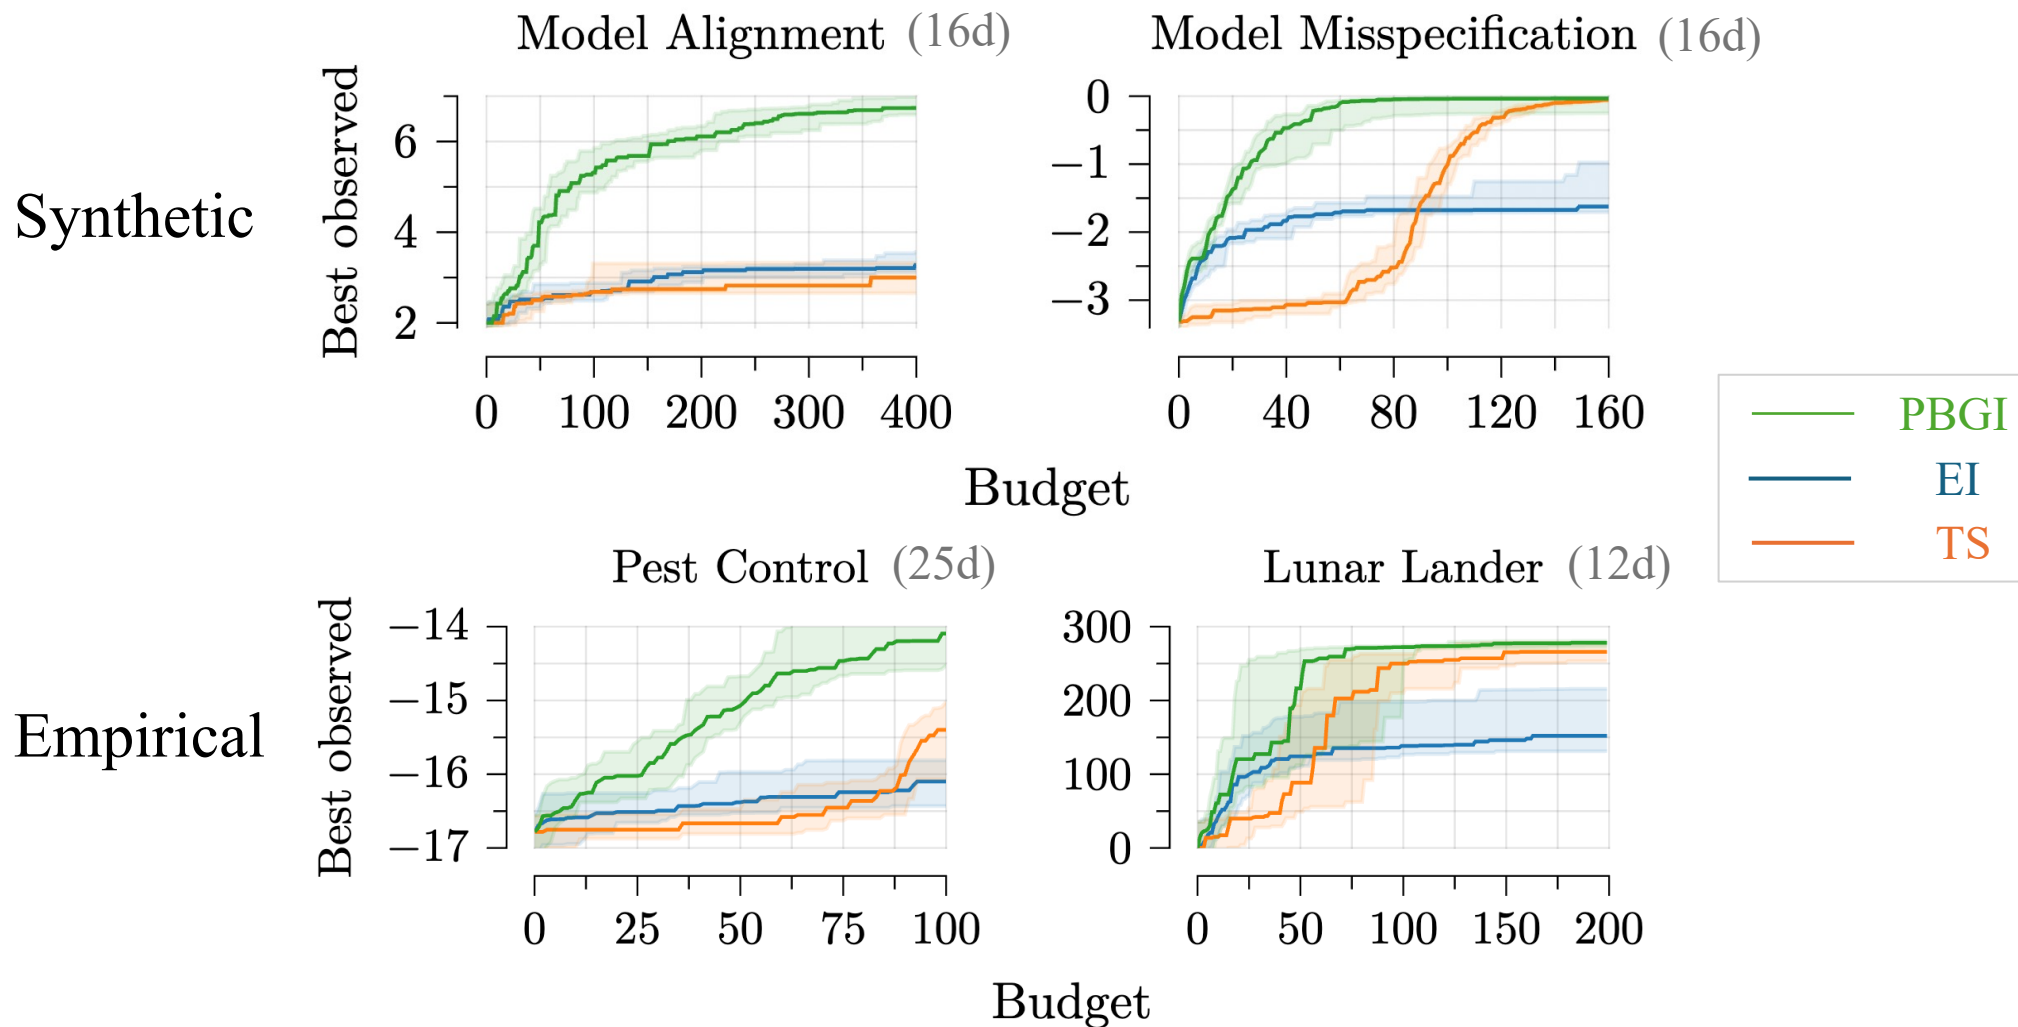 Model Alignment (16d)
Model Misspecification (16d)
Synthetic
Best observed
6
4
2
0
100
200
300
400
0
−1
−2
−3
0
40
80
120
160
Budget
PBGI
EI
TS
Pest Control (25d)
Lunar Lander (12d)
Empirical
Best observed
−14
−15
−16
−17
0
25
50
75
100
300
200
100
0
0
50
100
150
200
Budget